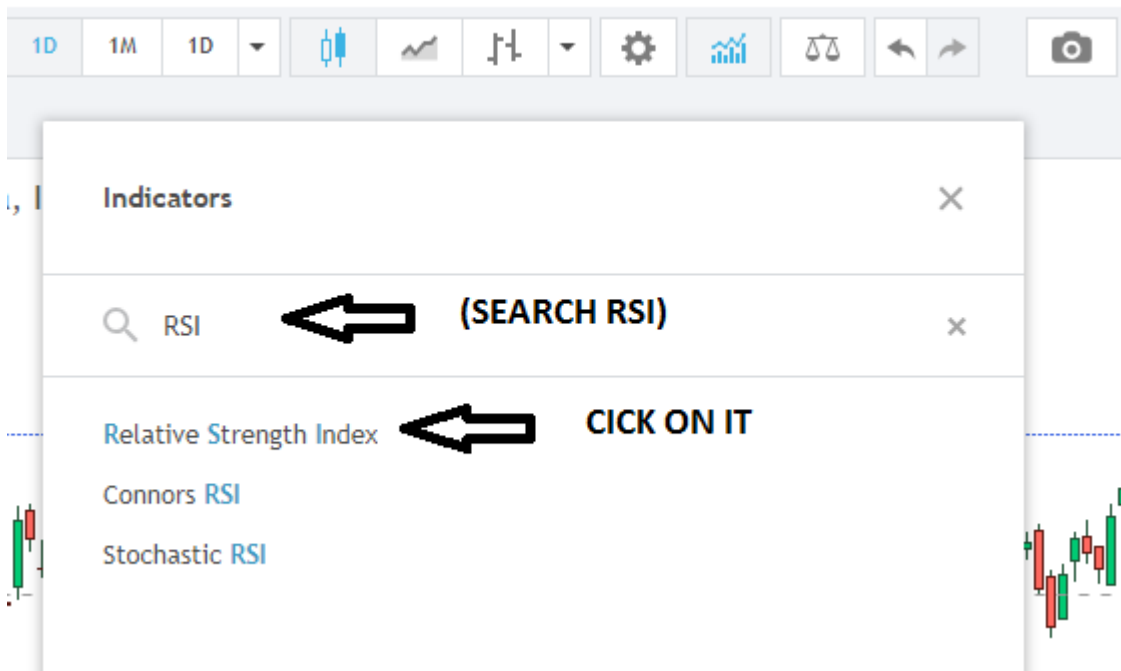 1D 1M 1D
Indicators
RSI (SEARCH RSI)
Relative Strength Index CICK ON IT
Connors RSI
Stochastic RSI